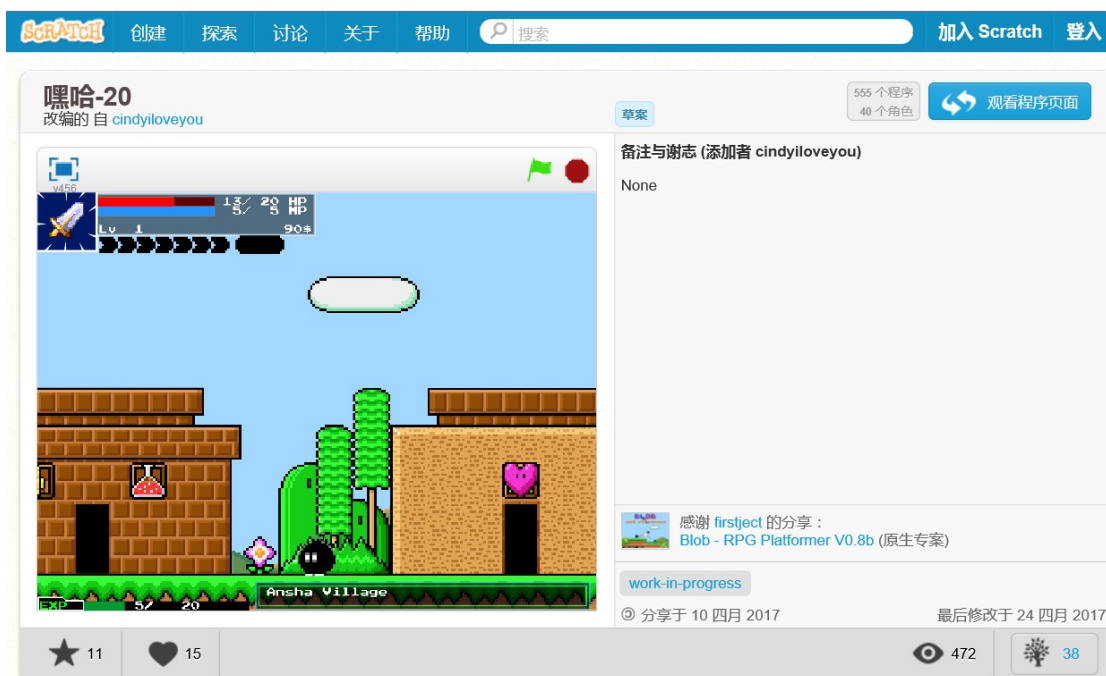 SCRATCH 创建 探索 讨论 关于 帮助 搜索 加入 Scratch 登入
嘿哈-20
改编的 自 cindyiloveyou
草案
555 个程序
40 个角色
观看程序页面
v456
13/ 20 HP
5/ 5 MP
Lv 1 90$
Ansha Village
EXP 5/ 20
备注与谢志 (添加者 cindyiloveyou)
None
感谢 firstject 的分享：
Blob - RPG Platformer V0.8b (原生专案)
work-in-progress
分享于 10 四月 2017 最后修改于 24 四月 2017
11 15 472 38